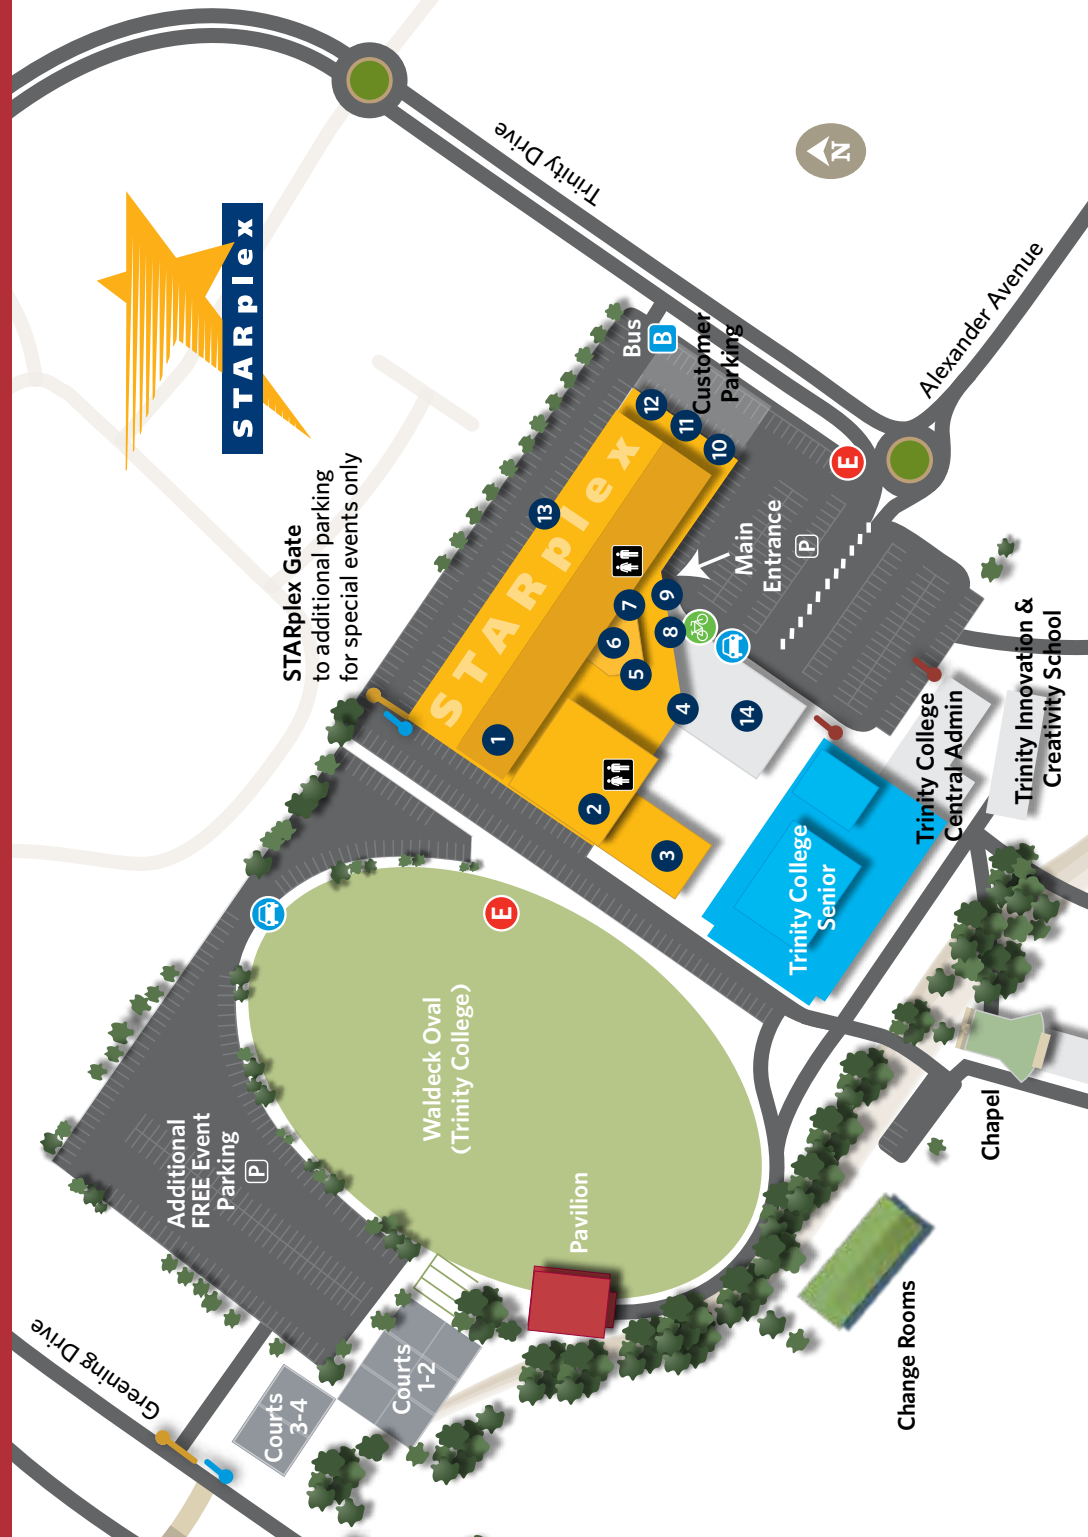 STARplex
Trinity Drive
N
Alexander Avenue
STARplex Gate
to additional parking
for special events only
Bus
B
Customer
Parking
12
11
10
13
STARplex
E
Main
Entrance
P
7
9
6
8
5
4
14
1
2
3
Trinity College
Senior
Trinity College
Central Admin
Trinity Innovation &
Creativity School
E
Waldeck Oval
(Trinity College)
Additional
FREE Event
Parking
P
Pavilion
Chapel
Change Rooms
Greening Drive
Courts
3-4
Courts
1-2